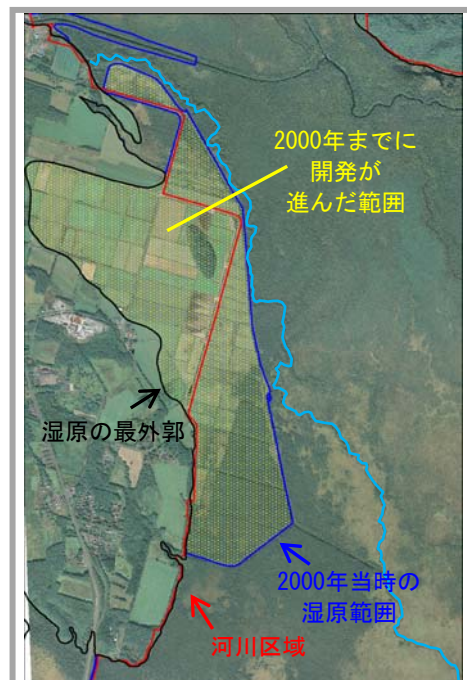 2000年までに
開発が
進んだ範囲
湿原の最外郭
2000年当時の
湿原範囲
河川区域